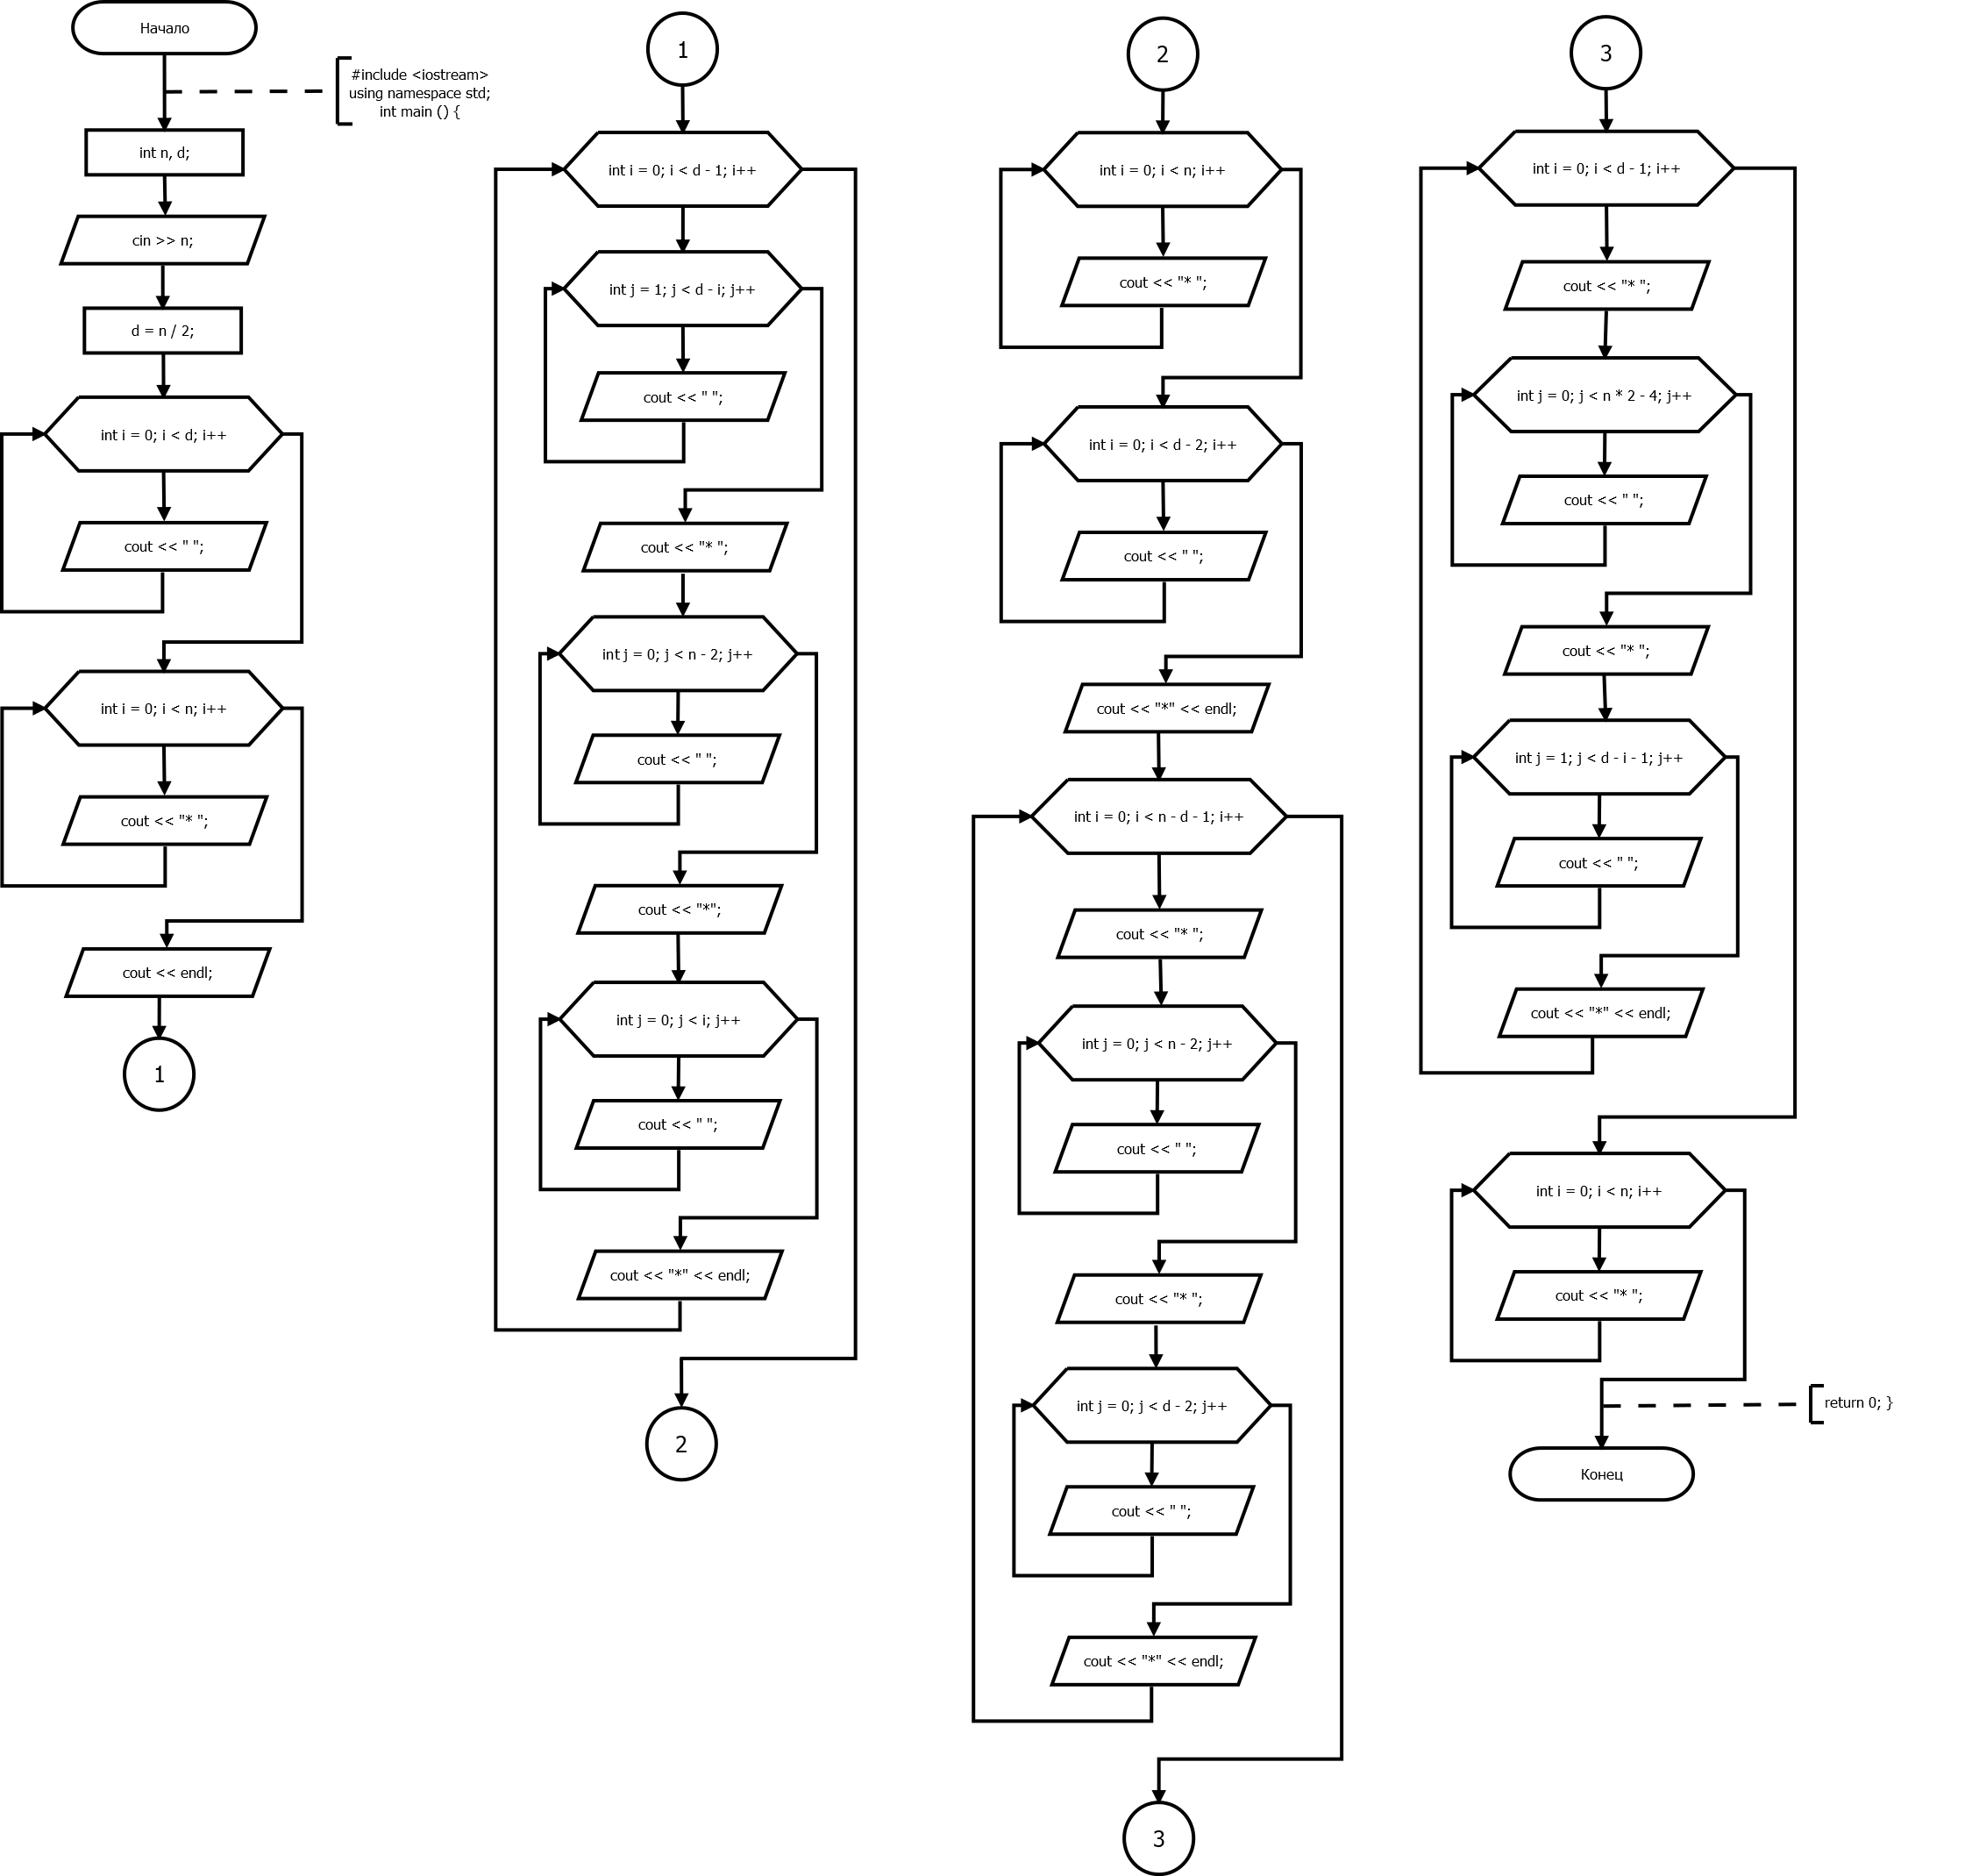 Начало
#include <iostream>
using namespace std;
int main () {
int n, d;
cin >> n;
d = n / 2;
int i = 0; i < d; i++
cout << " ";
int i = 0; i < n; i++
cout << "* ";
cout << endl;
1
1
int i = 0; i < d - 1; i++
int j = 1; j < d - i; j++
cout << " ";
cout << "* ";
int j = 0; j < n - 2; j++
cout << " ";
cout << "*";
int j = 0; j < i; j++
cout << " ";
cout << "*" << endl;
2
2
int i = 0; i < n; i++
cout << "* ";
int i = 0; i < d - 2; i++
cout << " ";
cout << "*" << endl;
int i = 0; i < n - d - 1; i++
cout << "* ";
int j = 0; j < n - 2; j++
cout << " ";
cout << "* ";
int j = 0; j < d - 2; j++
cout << " ";
cout << "*" << endl;
3
3
int i = 0; i < d - 1; i++
cout << "* ";
int j = 0; j < n * 2 - 4; j++
cout << " ";
cout << "* ";
int j = 1; j < d - i - 1; j++
cout << " ";
cout << "*" << endl;
int i = 0; i < n; i++
cout << "* ";
return 0; }
Конец